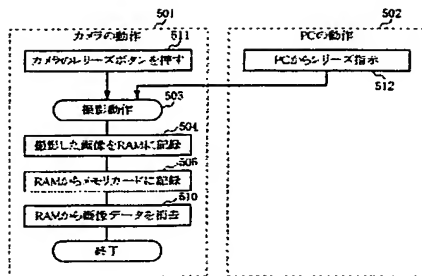 501
502
カメラの動作
PCの動作
511
カメラのレリーズボタンを押す
PCからレリーズ指示
512
撮影動作
503
504
撮影した画像をRAMに記録
506
RAMからメモリカードに記録
510
RAMから画像データを消去
終了